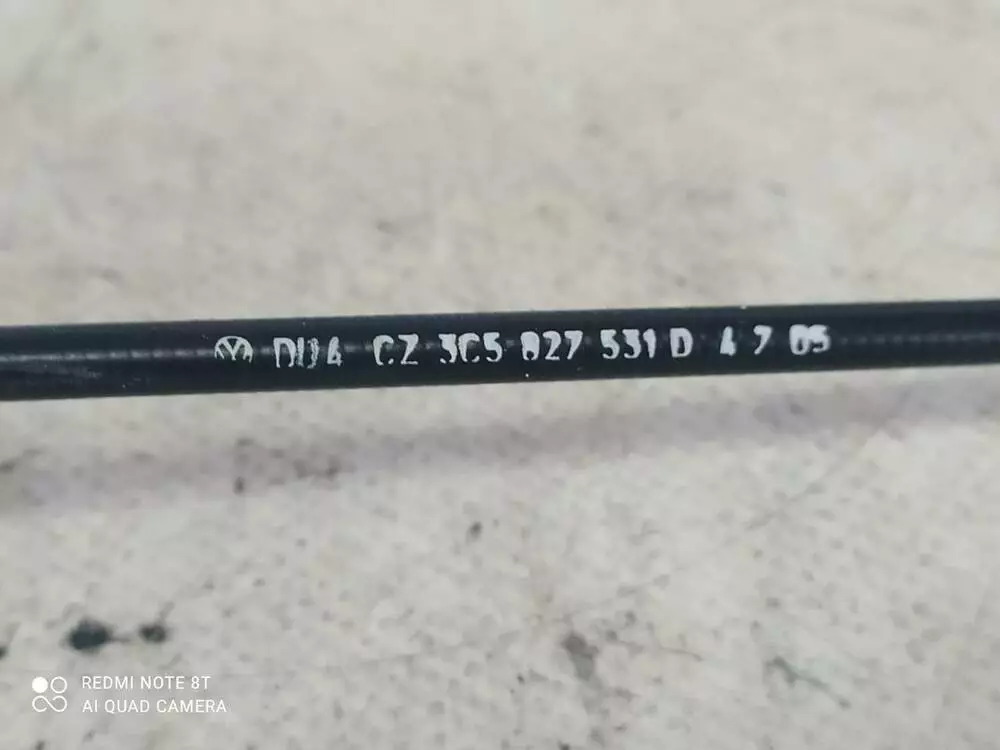 DU4 CZ 3C5 827 531 D 4 7 05
REDMI NOTE 8T
AI QUAD CAMERA